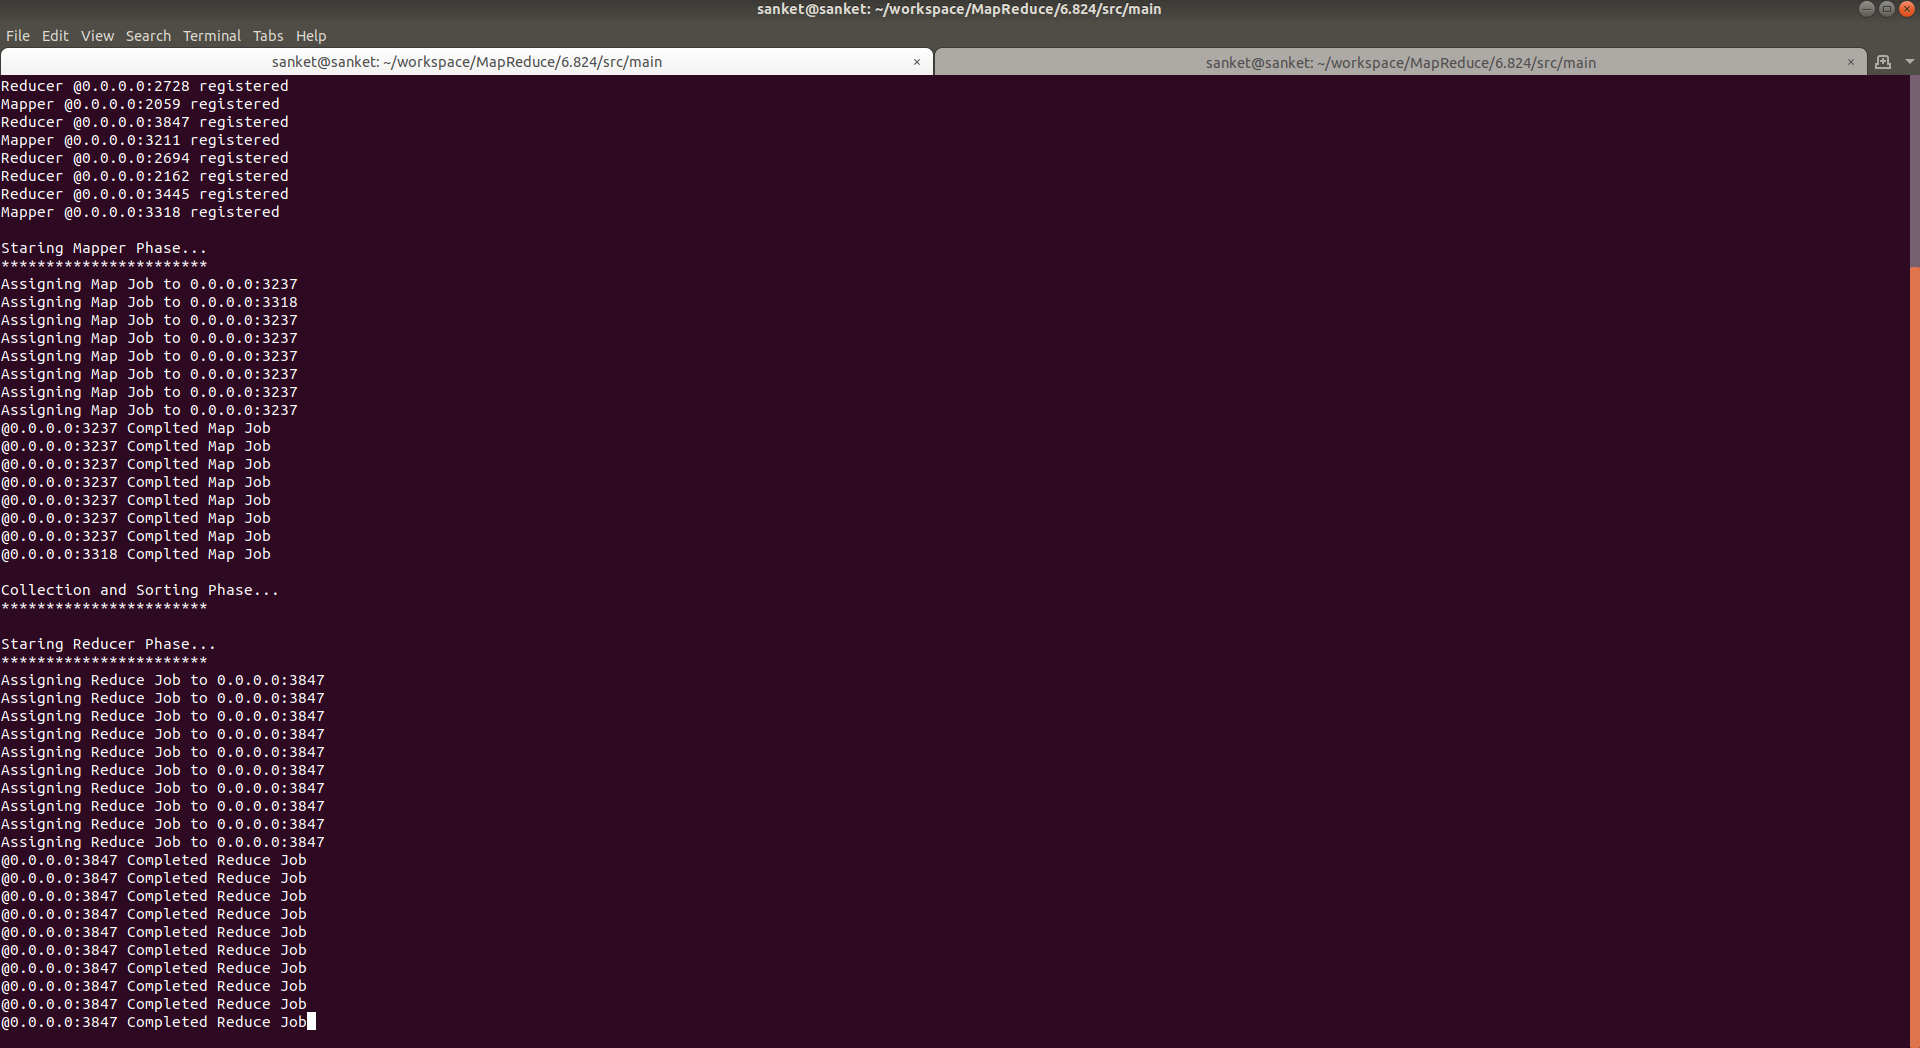 sanket@sanket: ~/workspace/MapReduce/6.824/src/main
File Edit View Search Terminal Tabs Help
sanket@sanket: ~/workspace/MapReduce/6.824/src/main × sanket@sanket: ~/workspace/MapReduce/6.824/src/main ×
Reducer @0.0.0.0:2728 registered
Mapper @0.0.0.0:2059 registered
Reducer @0.0.0.0:3847 registered
Mapper @0.0.0.0:3211 registered
Reducer @0.0.0.0:2694 registered
Reducer @0.0.0.0:2162 registered
Reducer @0.0.0.0:3445 registered
Mapper @0.0.0.0:3318 registered
Staring Mapper Phase...
***********************
Assigning Map Job to 0.0.0.0:3237
Assigning Map Job to 0.0.0.0:3318
Assigning Map Job to 0.0.0.0:3237
Assigning Map Job to 0.0.0.0:3237
Assigning Map Job to 0.0.0.0:3237
Assigning Map Job to 0.0.0.0:3237
Assigning Map Job to 0.0.0.0:3237
Assigning Map Job to 0.0.0.0:3237
@0.0.0.0:3237 Complted Map Job
@0.0.0.0:3237 Complted Map Job
@0.0.0.0:3237 Complted Map Job
@0.0.0.0:3237 Complted Map Job
@0.0.0.0:3237 Complted Map Job
@0.0.0.0:3237 Complted Map Job
@0.0.0.0:3237 Complted Map Job
@0.0.0.0:3318 Complted Map Job
Collection and Sorting Phase...
***********************
Staring Reducer Phase...
***********************
Assigning Reduce Job to 0.0.0.0:3847
Assigning Reduce Job to 0.0.0.0:3847
Assigning Reduce Job to 0.0.0.0:3847
Assigning Reduce Job to 0.0.0.0:3847
Assigning Reduce Job to 0.0.0.0:3847
Assigning Reduce Job to 0.0.0.0:3847
Assigning Reduce Job to 0.0.0.0:3847
Assigning Reduce Job to 0.0.0.0:3847
Assigning Reduce Job to 0.0.0.0:3847
Assigning Reduce Job to 0.0.0.0:3847
@0.0.0.0:3847 Completed Reduce Job
@0.0.0.0:3847 Completed Reduce Job
@0.0.0.0:3847 Completed Reduce Job
@0.0.0.0:3847 Completed Reduce Job
@0.0.0.0:3847 Completed Reduce Job
@0.0.0.0:3847 Completed Reduce Job
@0.0.0.0:3847 Completed Reduce Job
@0.0.0.0:3847 Completed Reduce Job
@0.0.0.0:3847 Completed Reduce Job
@0.0.0.0:3847 Completed Reduce Job